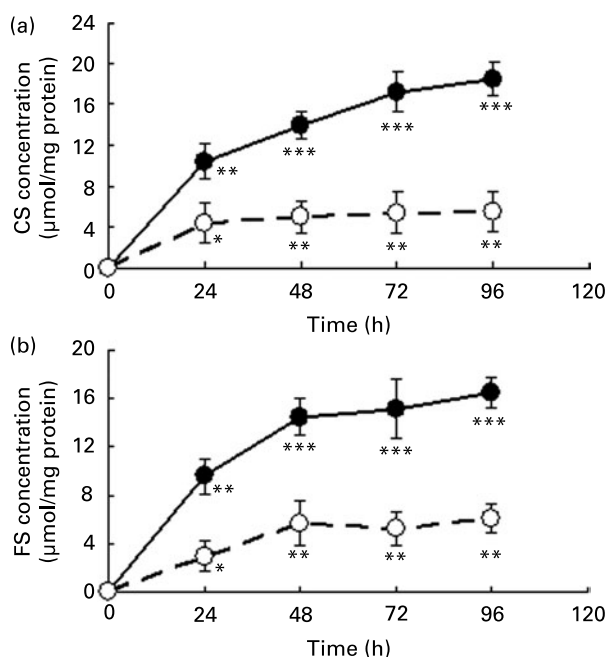 (a)
CS concentration
(μmol/mg protein)
24
20
16
12
8
4
0
** *** *** ***
* ** ** **
0 24 48 72 96 120
Time (h)
(b)
FS concentration
(μmol/mg protein)
20
16
12
8
4
0
** *** *** ***
* ** ** **
0 24 48 72 96 120
Time (h)